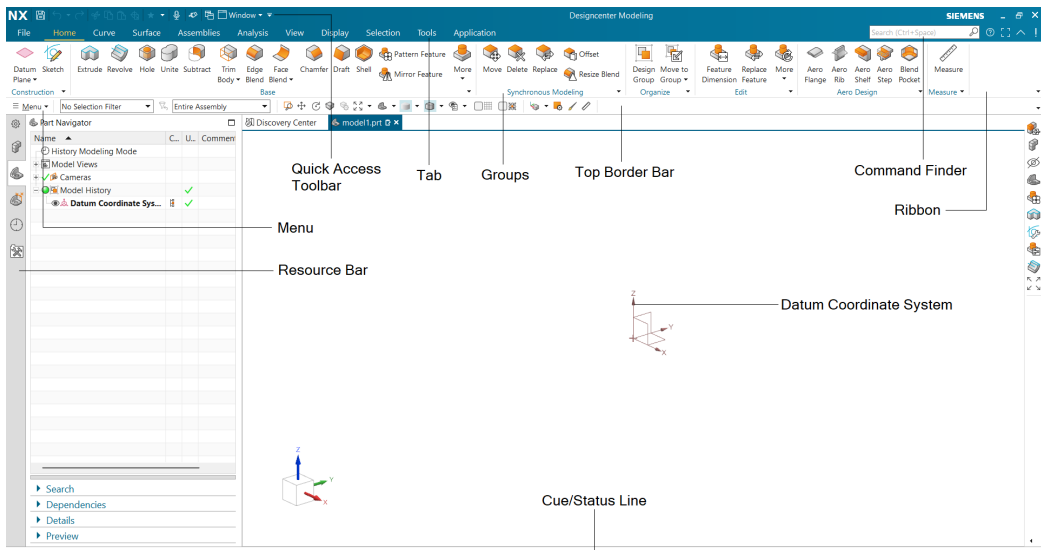 NX Window Designcenter Modeling SIEMENS
File Home Curve Surface Assemblies Analysis View Display Selection Tools Application Search (Ctrl+Space)
Datum Plane Sketch Extrude Revolve Hole Unite Subtract Trim Body Edge Blend Face Blend Chamfer Draft Shell Pattern Feature Mirror Feature More Move Delete Replace Offset Resize Blend Design Group Move to Group Feature Dimension Replace Feature More Aero Flange Aero Rib Aero Shelf Aero Step Blend Pocket Measure
Construction Base Synchronous Modeling Organize Edit Aero Design Measure
Menu No Selection Filter Entire Assembly
Part Navigator Discovery Center model1.prt
Name C... U... Comment
History Modeling Mode
Model Views
Cameras
Model History
Datum Coordinate Sys...
Quick Access
Toolbar
Tab
Groups
Top Border Bar
Command Finder
Ribbon
Menu
Resource Bar
Z
Datum Coordinate System
Y
X
Z
Y
X
Cue/Status Line
Search
Dependencies
Details
Preview